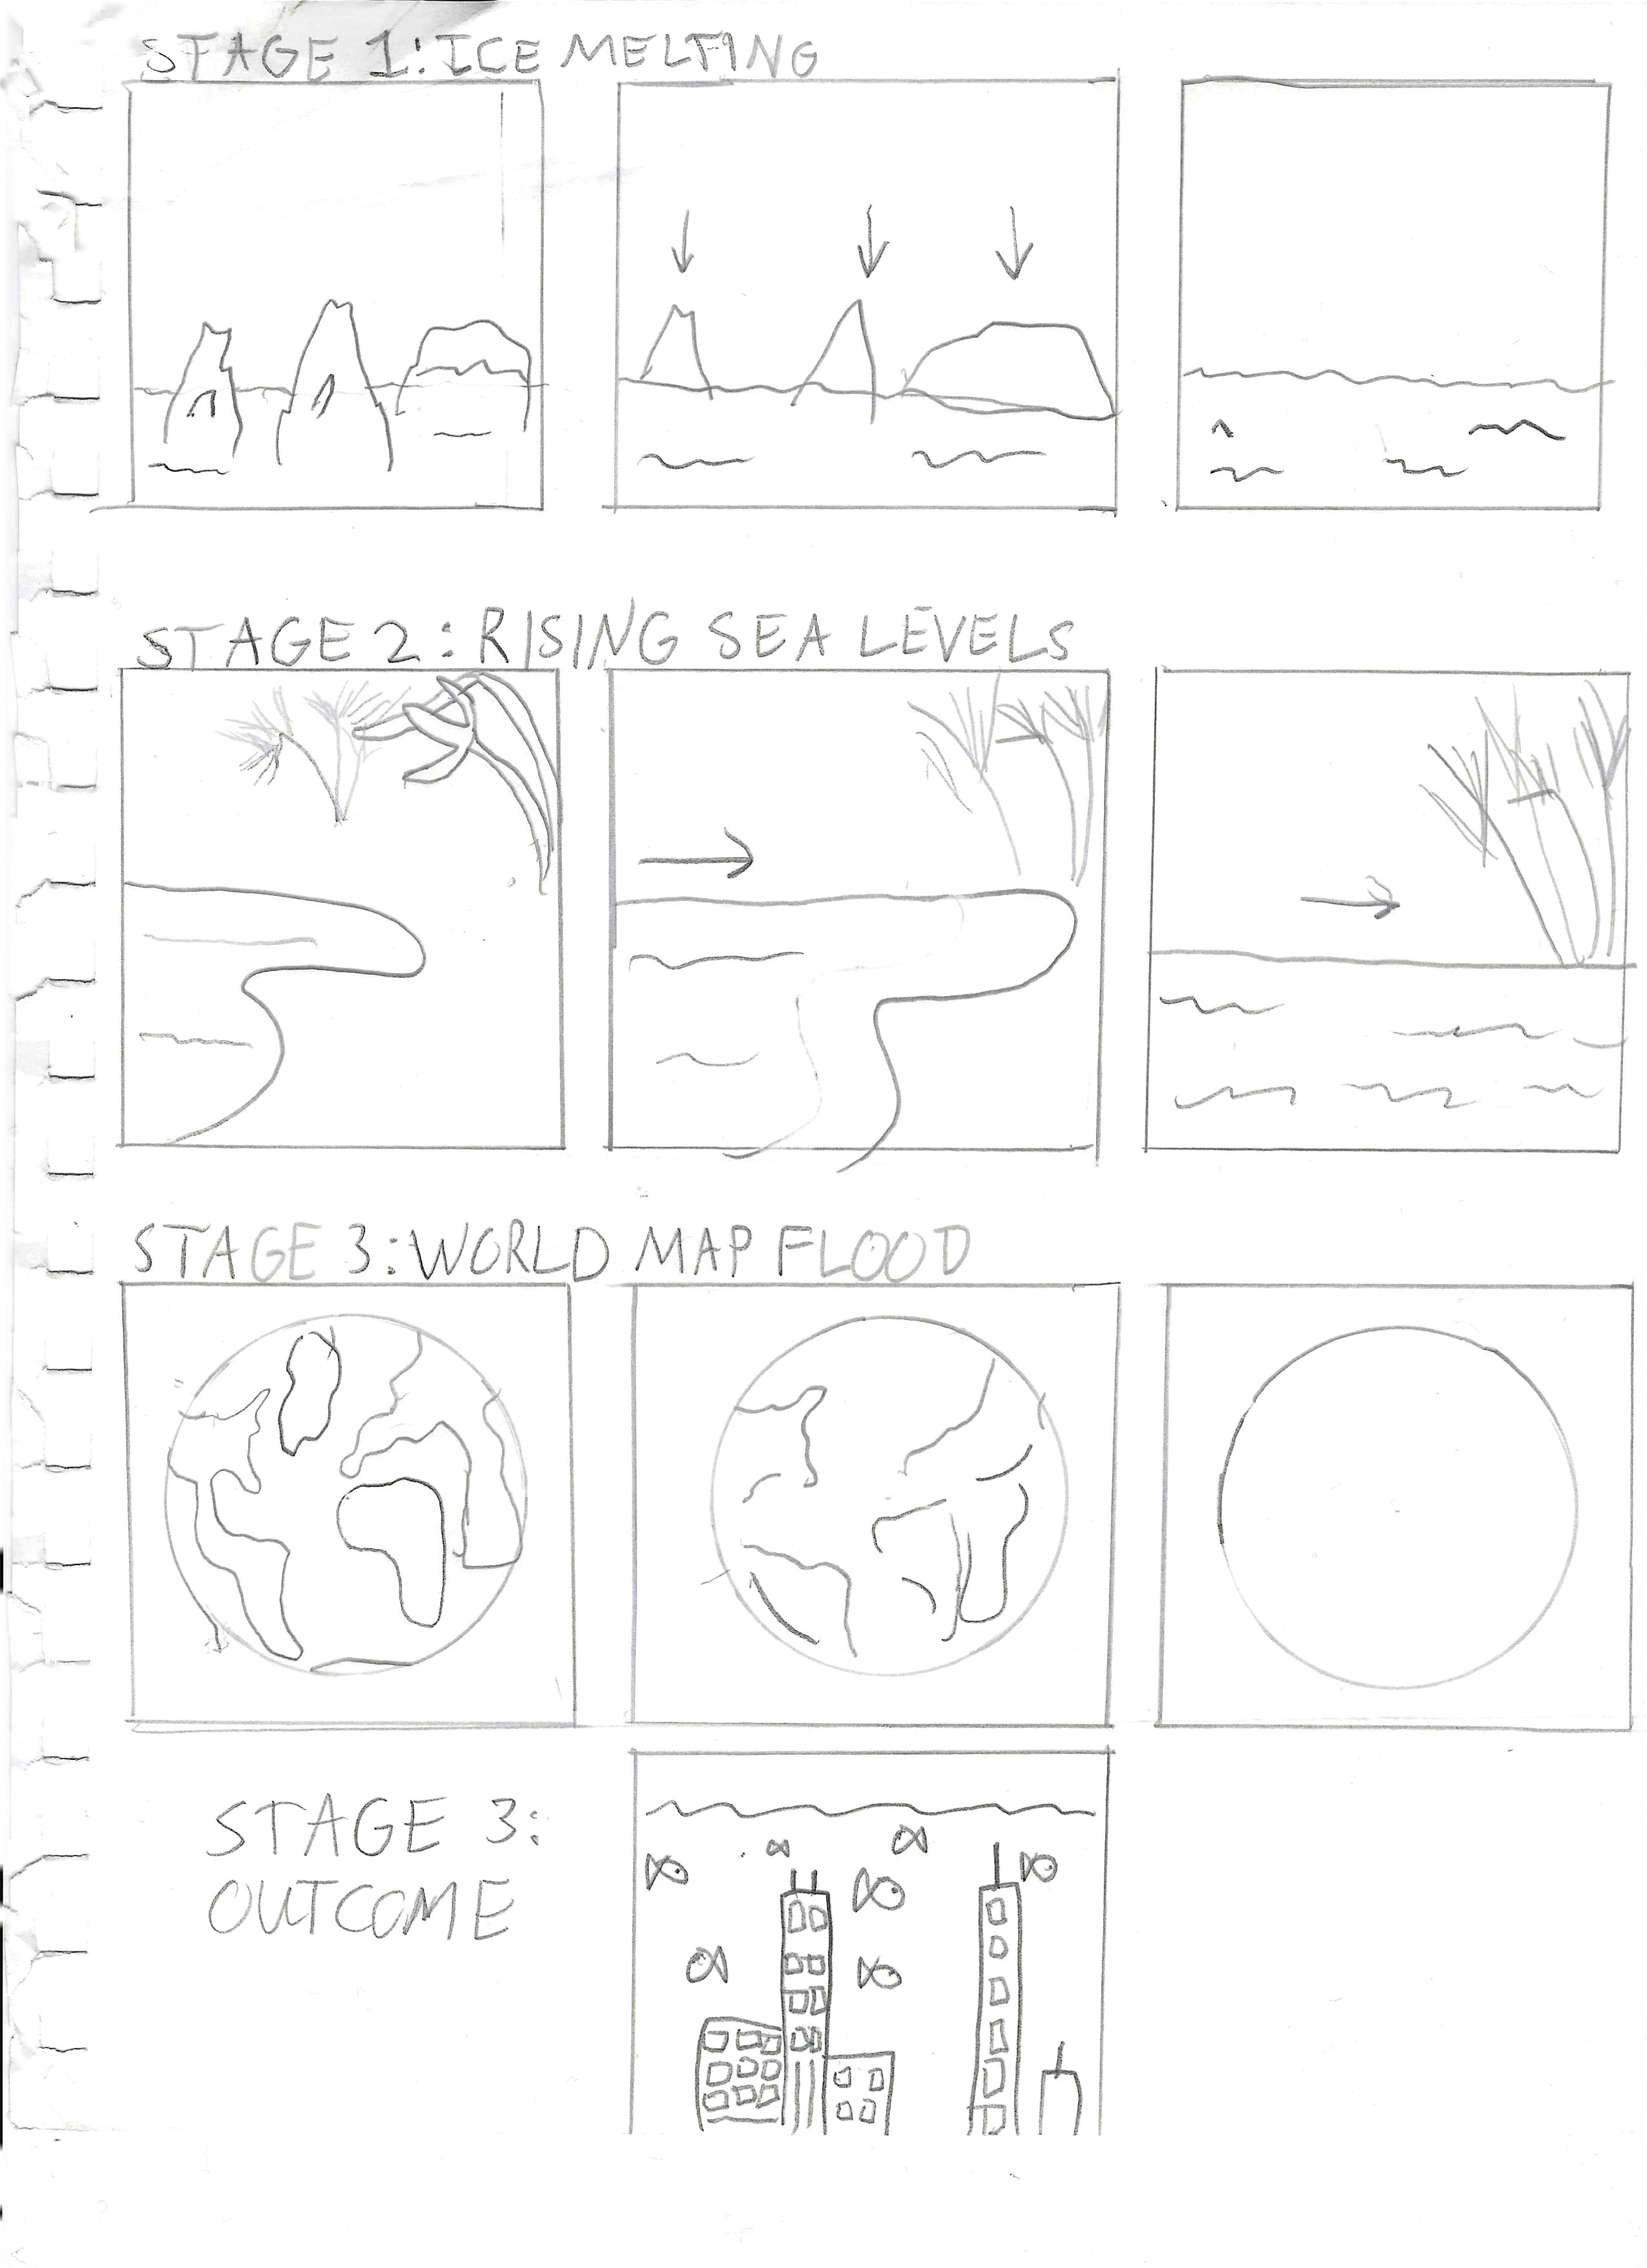 STAGE 1: ICE MELTING
STAGE 2: RISING SEA LEVELS
STAGE 3: WORLD MAP FLOOD
STAGE 3:
OUTCOME